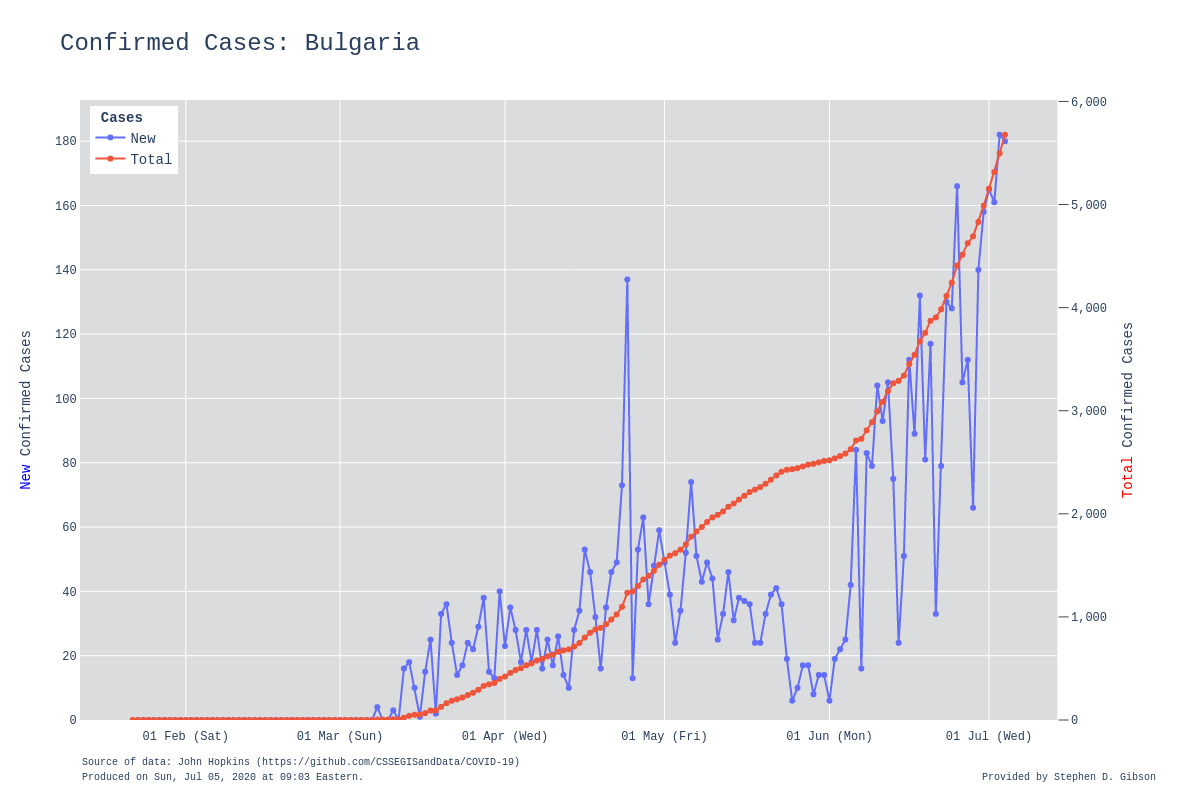 Confirmed Cases: Bulgaria
Cases
New
Total
180
160
140
120
100
80
60
40
20
0
6,000
5,000
4,000
3,000
2,000
1,000
0
New Confirmed Cases
Total Confirmed Cases
01 Feb (Sat)
01 Mar (Sun)
01 Apr (Wed)
01 May (Fri)
01 Jun (Mon)
01 Jul (Wed)
Source of data: John Hopkins (https://github.com/CSSEGISandData/COVID-19)
Produced on Sun, Jul 05, 2020 at 09:03 Eastern.
Provided by Stephen D. Gibson